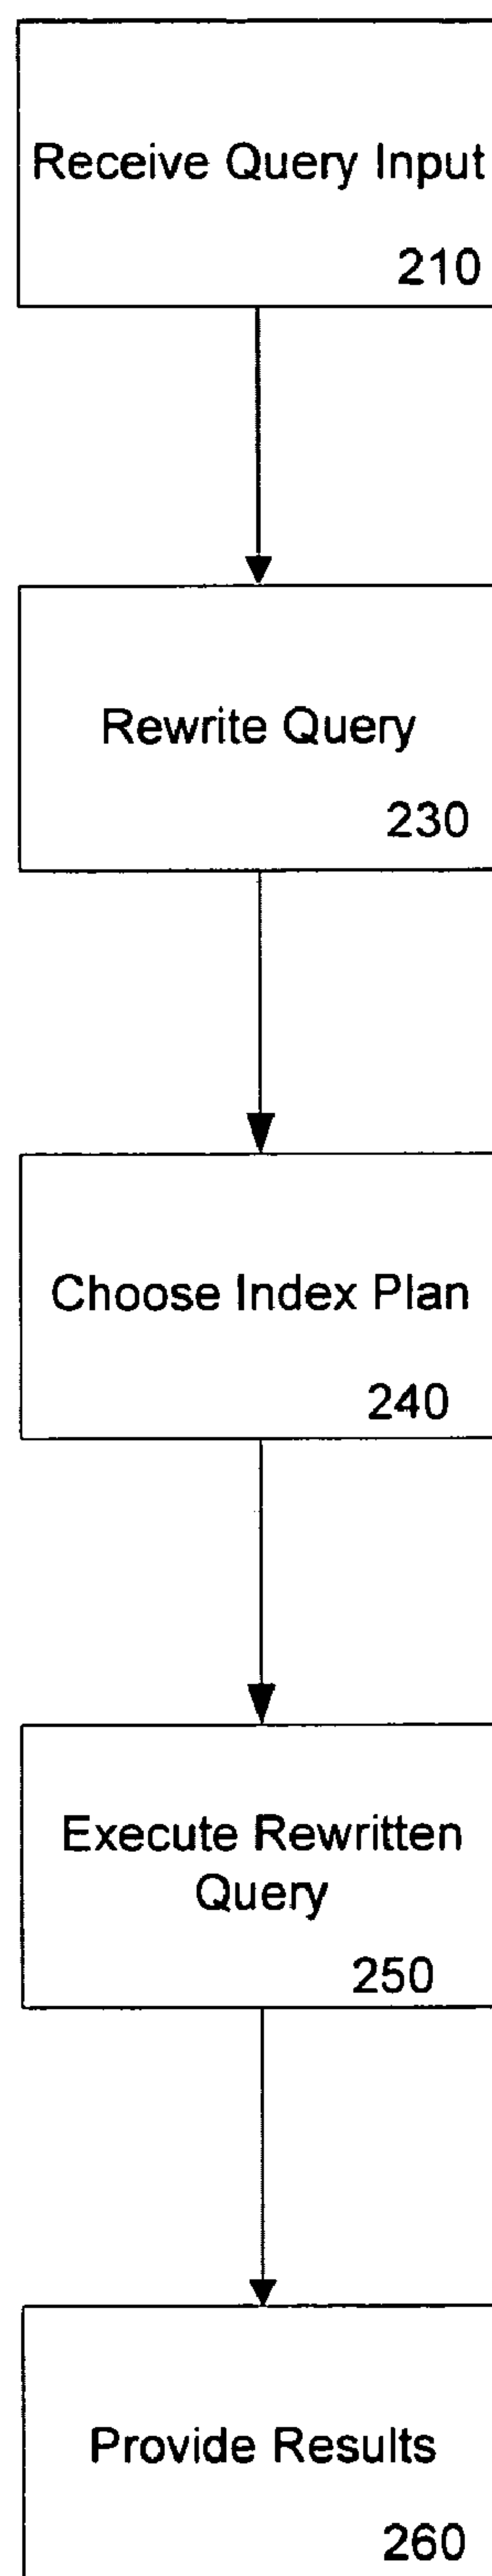 Receive Query Input
210
Rewrite Query
230
Choose Index Plan
240
Execute Rewritten
Query
250
Provide Results
260